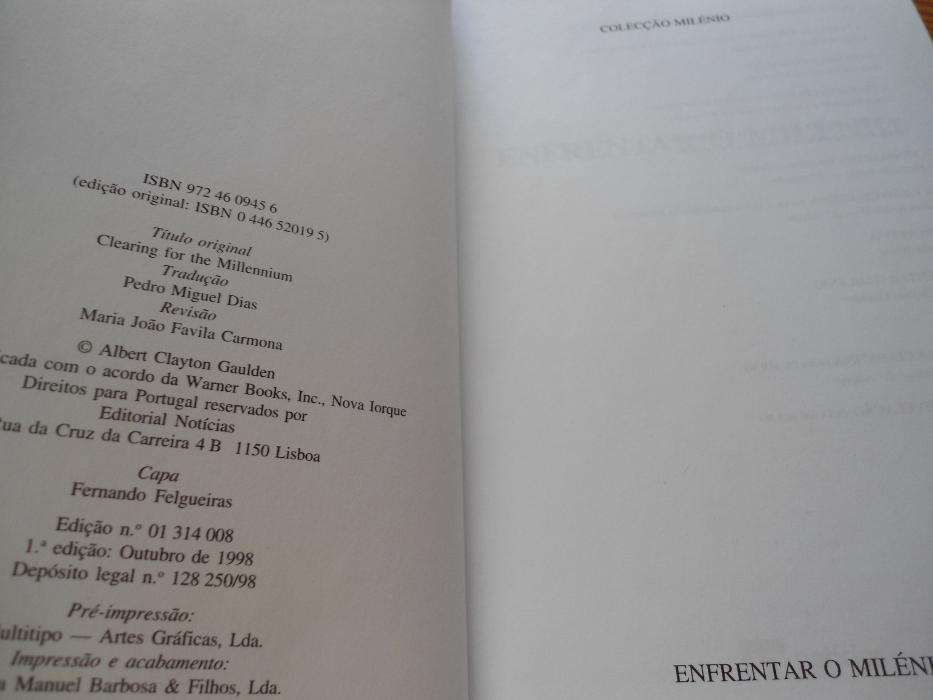 ISBN 972 46 0945 6
(edição original: ISBN 0 446 52019 5)
Título original
Clearing for the Millennium
Tradução
Pedro Miguel Dias
Revisão
Maria João Favila Carmona
© Albert Clayton Gaulden
cada com o acordo da Warner Books, Inc., Nova Iorque
Direitos para Portugal reservados por
Editorial Notícias
ua da Cruz da Carreira 4 B 1150 Lisboa
Capa
Fernando Felgueiras
Edição n.º 01 314 008
1.ª edição: Outubro de 1998
Depósito legal n.º 128 250/98
Pré-impressão:
ultitipo — Artes Gráficas, Lda.
Impressão e acabamento:
a Manuel Barbosa & Filhos, Lda.
COLECÇÃO MILÉNIO
ENFRENTAR O MILÉNI